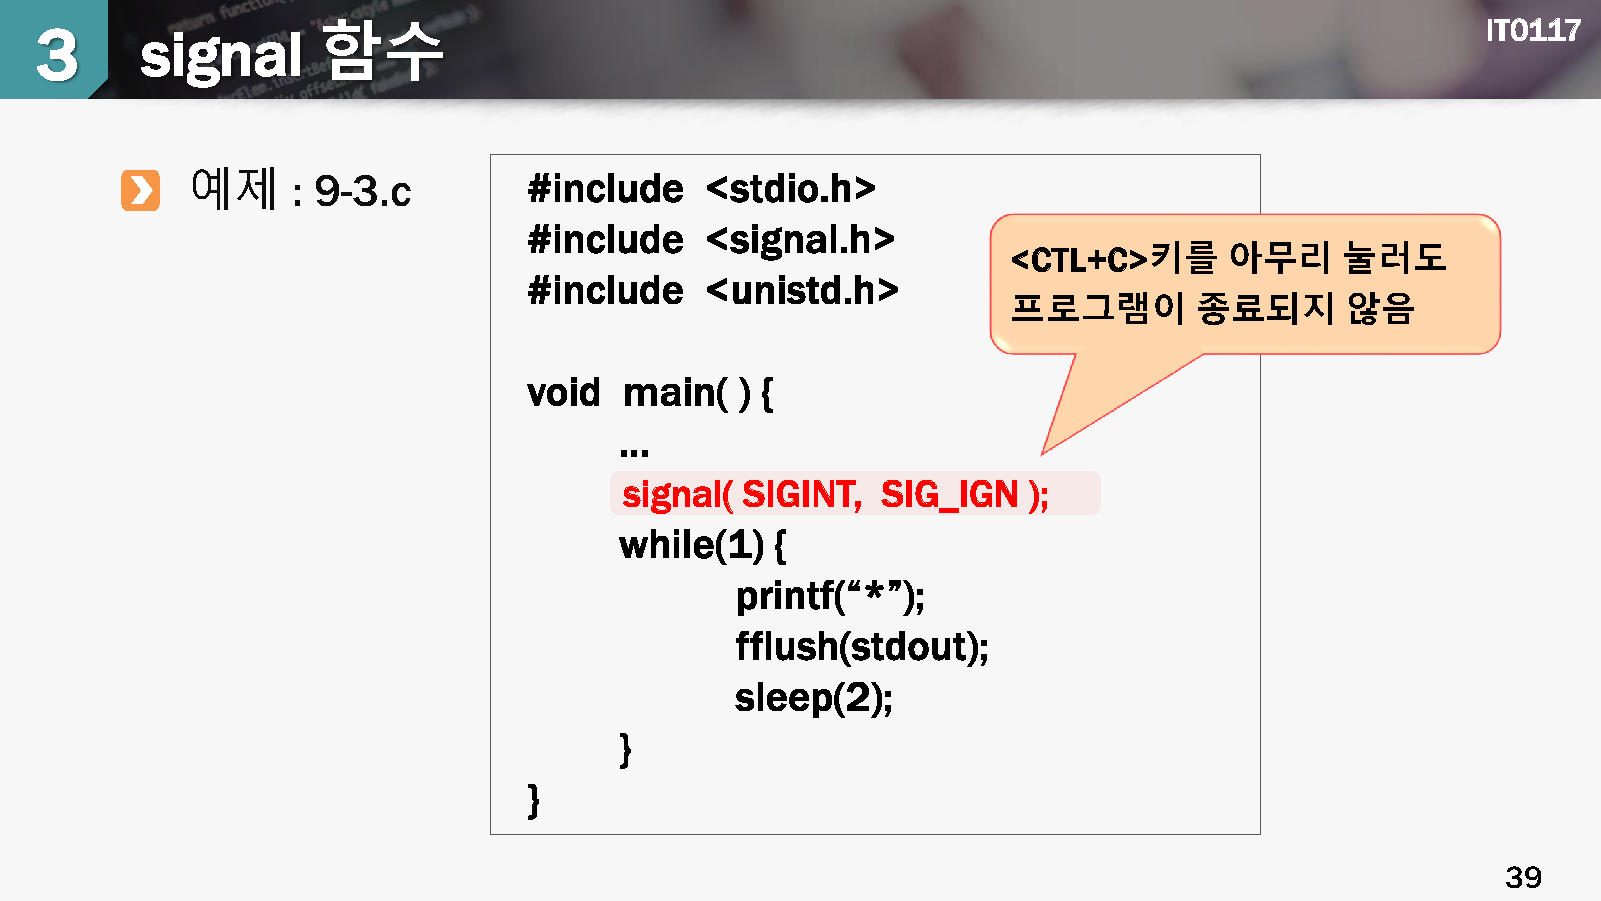 3 signal 함수
IT0117
예제 : 9-3.c
#include <stdio.h>
#include <signal.h>
#include <unistd.h>
<CTL+C>키를 아무리 눌러도
프로그램이 종료되지 않음
void main( ) {
...
signal( SIGINT, SIG_IGN );
while(1) {
printf(“*”);
fflush(stdout);
sleep(2);
}
}
39